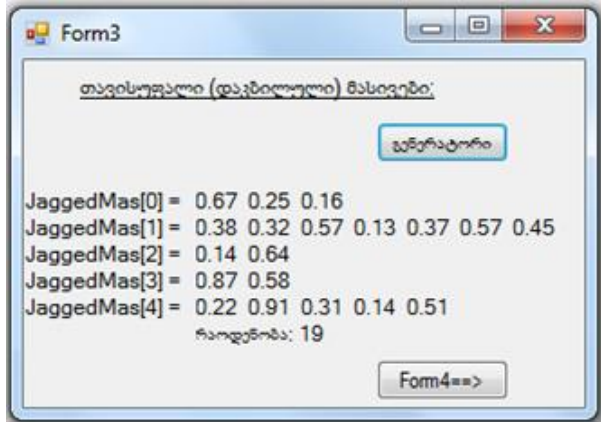 Form3
თავისუფალი (დაკბილული) მასივები:
გენერატორი
JaggedMas[0] = 0.67 0.25 0.16
JaggedMas[1] = 0.38 0.32 0.57 0.13 0.37 0.57 0.45
JaggedMas[2] = 0.14 0.64
JaggedMas[3] = 0.87 0.58
JaggedMas[4] = 0.22 0.91 0.31 0.14 0.51
რაოდენობა: 19
Form4==>